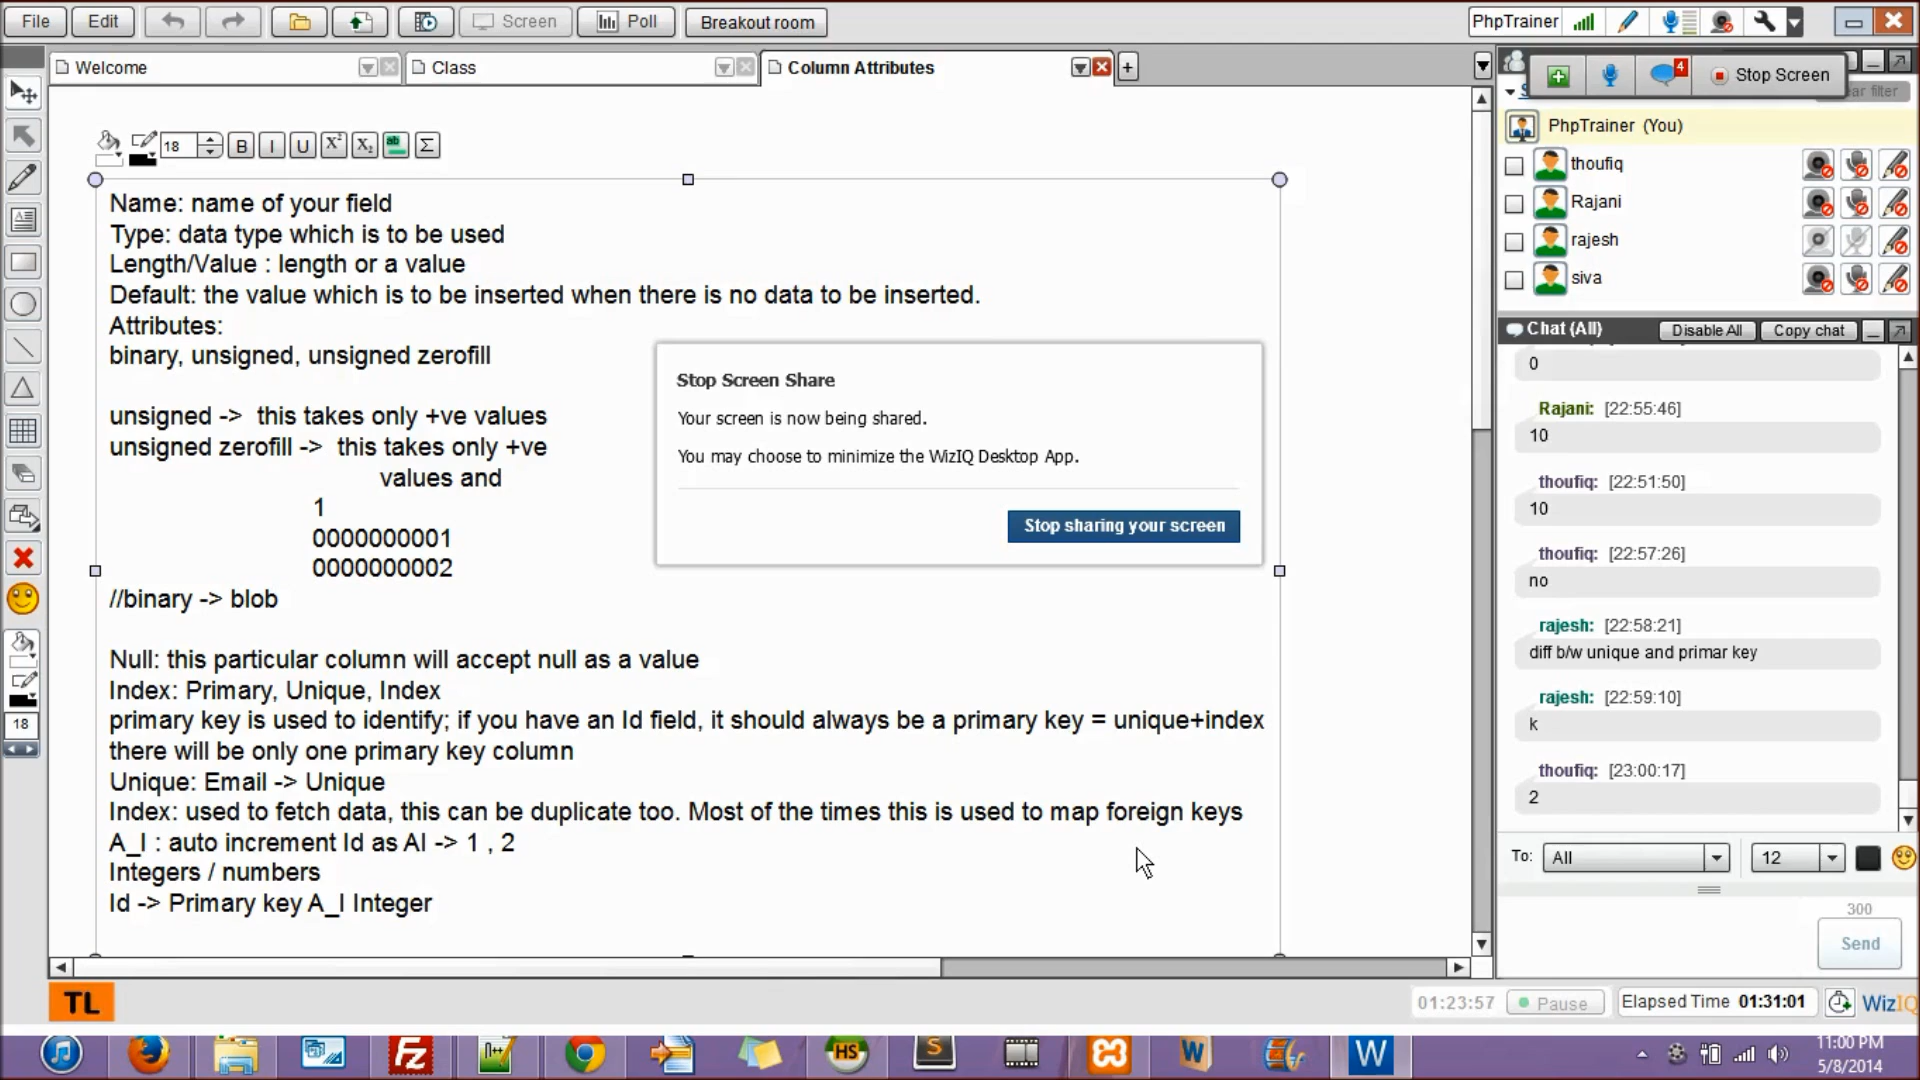 File
Edit
Screen
Poll
Breakout room
PhpTrainer
Welcome
Class
Column Attributes
4
Stop Screen
ear filter
18
B
I
U
X²
X₂
ab
Σ
PhpTrainer (You)
thoufiq
Rajani
rajesh
siva
Name: name of your field
Type: data type which is to be used
Length/Value : length or a value
Default: the value which is to be inserted when there is no data to be inserted.
Attributes:
binary, unsigned, unsigned zerofill
unsigned -> this takes only +ve values
unsigned zerofill -> this takes only +ve
values and
1
0000000001
0000000002
//binary -> blob
Null: this particular column will accept null as a value
Index: Primary, Unique, Index
primary key is used to identify; if you have an Id field, it should always be a primary key = unique+index
there will be only one primary key column
Unique: Email -> Unique
Index: used to fetch data, this can be duplicate too. Most of the times this is used to map foreign keys
A_I : auto increment Id as AI -> 1 , 2
Integers / numbers
Id -> Primary key A_I Integer
Stop Screen Share
Your screen is now being shared.
You may choose to minimize the WizIQ Desktop App.
Stop sharing your screen
Chat (All)
Disable All
Copy chat
0
Rajani: [22:55:46]
10
thoufiq: [22:51:50]
10
thoufiq: [22:57:26]
no
rajesh: [22:58:21]
diff b/w unique and primar key
rajesh: [22:59:10]
k
thoufiq: [23:00:17]
2
To:
All
12
300
Send
18
TL
01:23:57
Pause
Elapsed Time 01:31:01
WizIQ
FZ
n++
HS
S
W
W
11:00 PM
5/8/2014